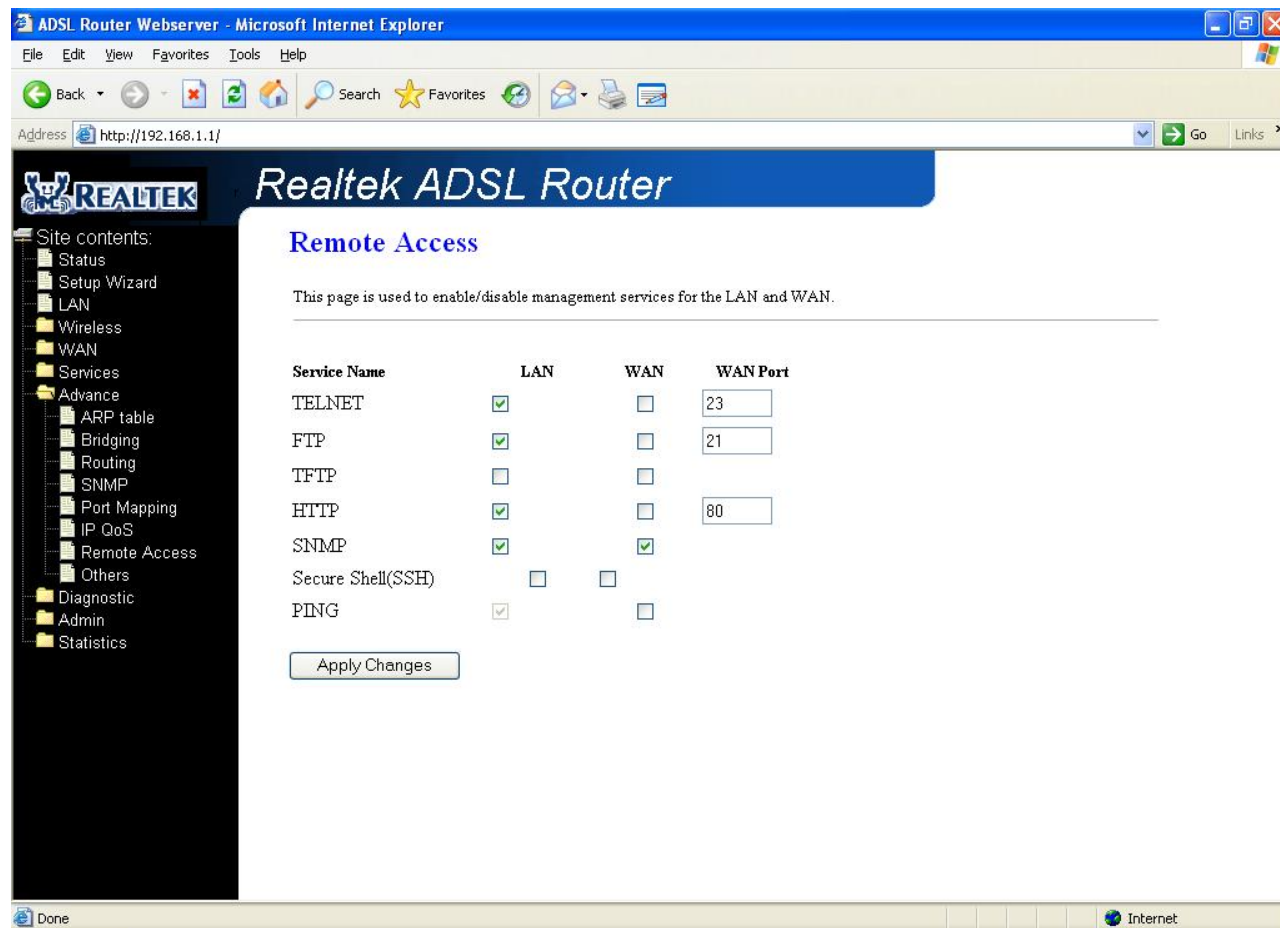 ADSL Router Webserver - Microsoft Internet Explorer
File Edit View Favorites Tools Help
Back Search Favorites
Address http://192.168.1.1/ Go Links
REALTEK
Realtek ADSL Router
Site contents:
Status
Setup Wizard
LAN
Wireless
WAN
Services
Advance
ARP table
Bridging
Routing
SNMP
Port Mapping
IP QoS
Remote Access
Others
Diagnostic
Admin
Statistics
Remote Access
This page is used to enable/disable management services for the LAN and WAN.
Service Name LAN WAN WAN Port
TELNET 23
FTP 21
TFTP
HTTP 80
SNMP
Secure Shell(SSH)
PING
Apply Changes
Done Internet